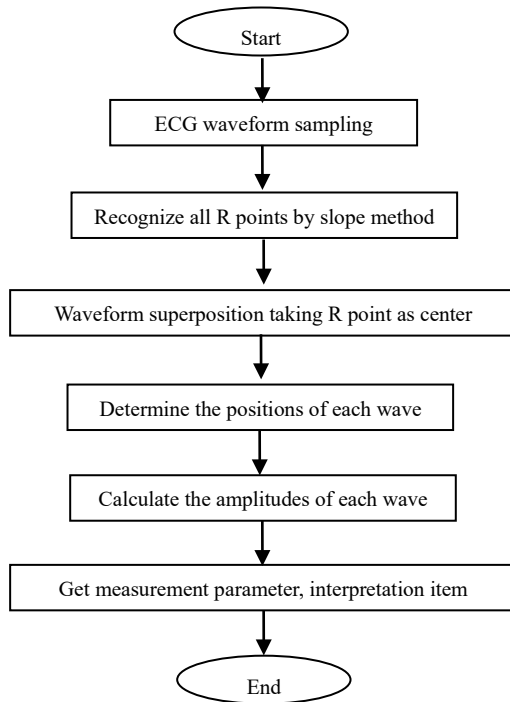 Start
ECG waveform sampling
Recognize all R points by slope method
Waveform superposition taking R point as center
Determine the positions of each wave
Calculate the amplitudes of each wave
Get measurement parameter, interpretation item
End